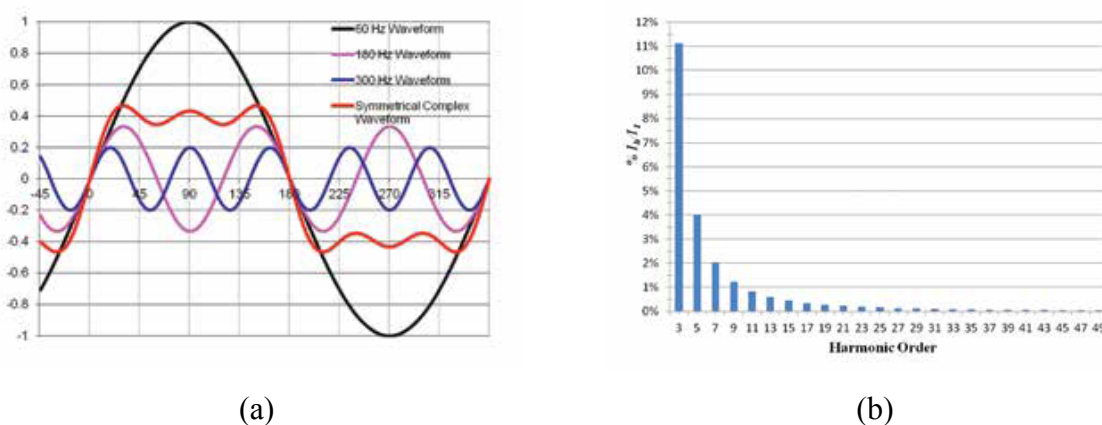 1
0.8
0.6
0.4
0.2
0
-0.2
-0.4
-0.6
-0.8
-1
-45 0 45 90 135 180 225 270 315
60 Hz Waveform
180 Hz Waveform
300 Hz Waveform
Symmetrical Complex
Waveform
12%
11%
10%
9%
8%
7%
6%
5%
4%
3%
2%
1%
0%
% I_h/I_1
3 5 7 9 11 13 15 17 19 21 23 25 27 29 31 33 35 37 39 41 43 45 47 49
Harmonic Order
(a) (b)